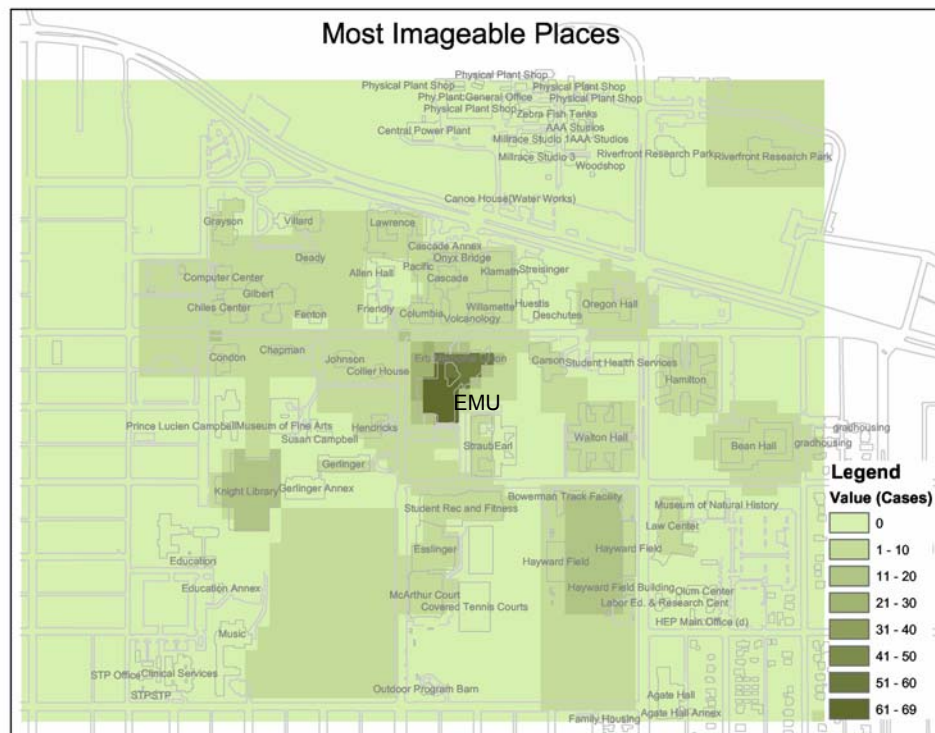 Most Imageable Places
Physical Plant Shop
Physical Plant Shop
Physical Plant Shop
Phy.Plant:General Office
Physical Plant Shop
Physical Plant Shop
Zebra Fish Tanks
Central Power Plant
AAA Studios
Millrace Studio 1
AAA Studios
Millrace Studio 3
Woodshop
Riverfront Research Park
Riverfront Research Park
Canoe House(Water Works)
Grayson
Villard
Lawrence
Cascade Annex
Deady
Onyx Bridge
Computer Center
Allen Hall
Pacific
Cascade
Klamath
Streisinger
Gilbert
Chiles Center
Fenton
Friendly
Columbia
Willamette
Volcanology
Huestis
Deschutes
Oregon Hall
Condon
Chapman
Johnson
Collier House
Erb
Carson
Student Health Services
Hamilton
EMU
Prince Lucien Campbell
Museum of Fine Arts
Susan Campbell
Hendricks
Straub
Earl
Walton Hall
Bean Hall
gradhousing
gradhousing
Gerlinger
Knight Library
Gerlinger Annex
Bowerman Track Facility
Student Rec and Fitness
Museum of Natural History
Law Center
Education
Esslinger
Hayward Field
Hayward Field
Education Annex
McArthur Court
Covered Tennis Courts
Hayward Field Building
Olum Center
Labor Ed. & Research Cent
Music
HEP Main Office (d)
STP Office
Clinical Services
STP
STP
Outdoor Program Barn
Agate Hall
Family Housing
Agate Hall Annex
Legend
Value (Cases)
0
1 - 10
11 - 20
21 - 30
31 - 40
41 - 50
51 - 60
61 - 69